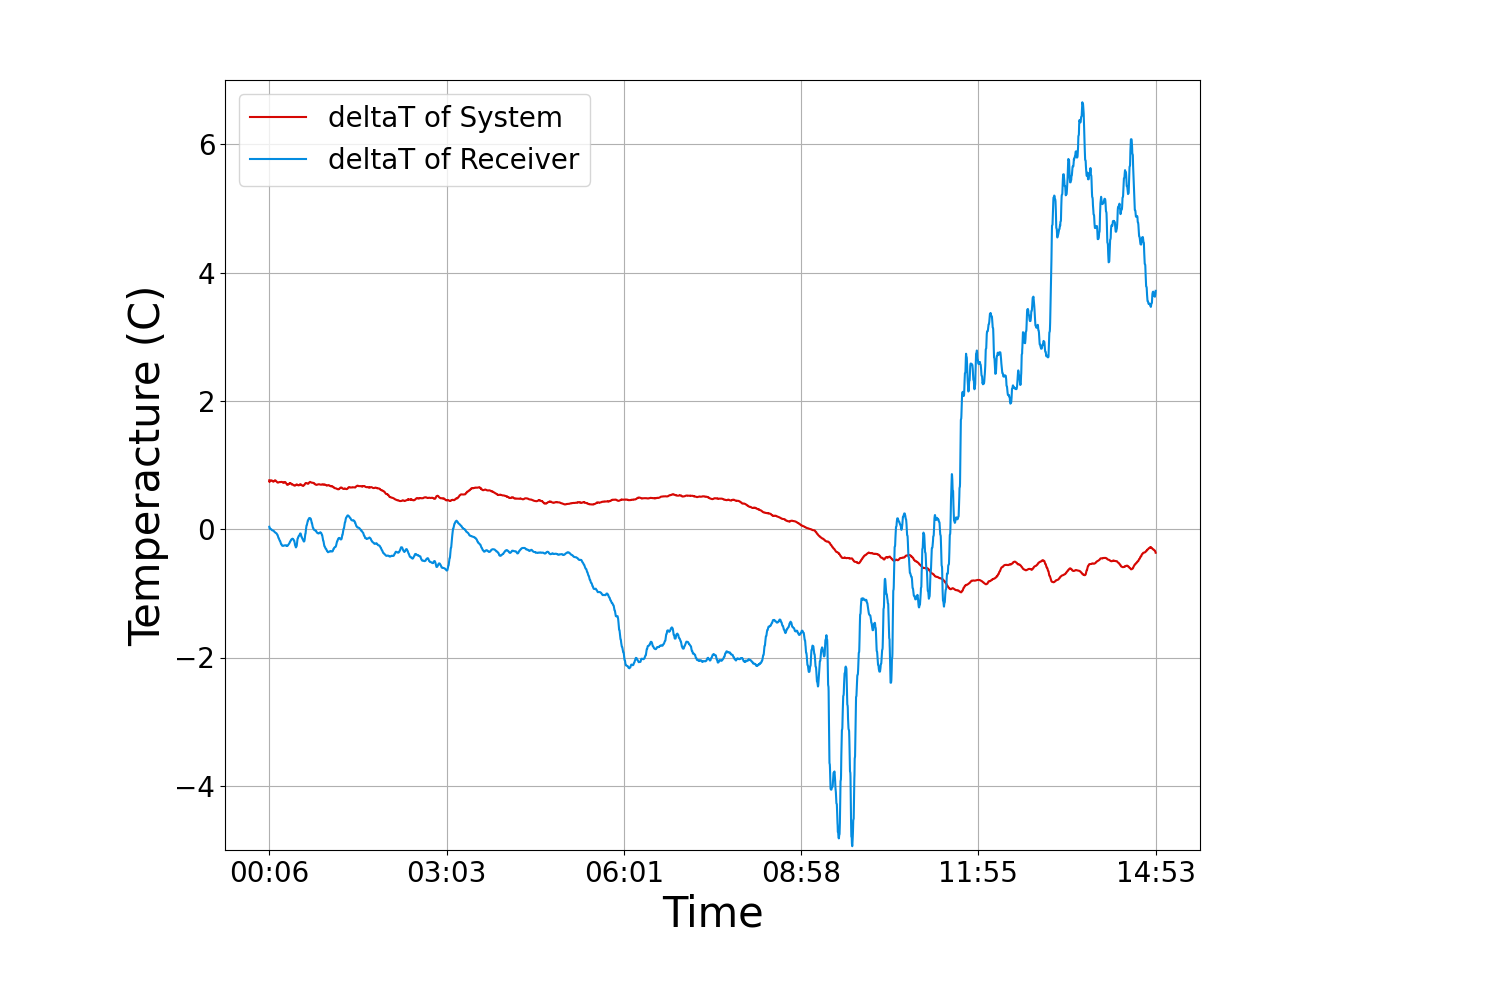 deltaT of System
deltaT of Receiver
6
4
2
0
−2
−4
00:06 03:03 06:01 08:58 11:55 14:53
Time
Temperacture (C)